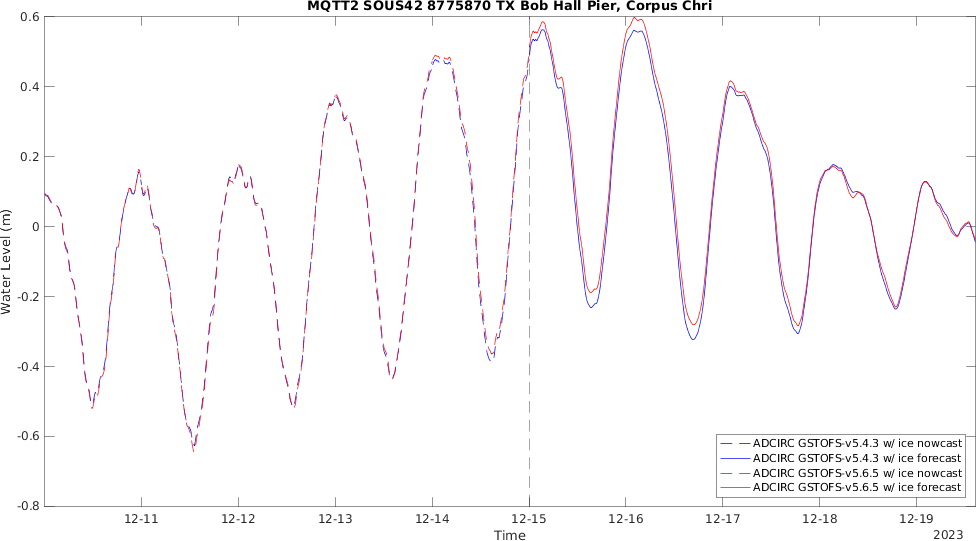 MQTT2 SOUS42 8775870 TX Bob Hall Pier, Corpus Chri
0.6
0.4
0.2
0
-0.2
-0.4
-0.6
-0.8
Water Level (m)
ADCIRC GSTOFS-v5.4.3 w/ ice nowcast
ADCIRC GSTOFS-v5.4.3 w/ ice forecast
ADCIRC GSTOFS-v5.6.5 w/ ice nowcast
ADCIRC GSTOFS-v5.6.5 w/ ice forecast
12-11 12-12 12-13 12-14 12-15 12-16 12-17 12-18 12-19
Time
2023